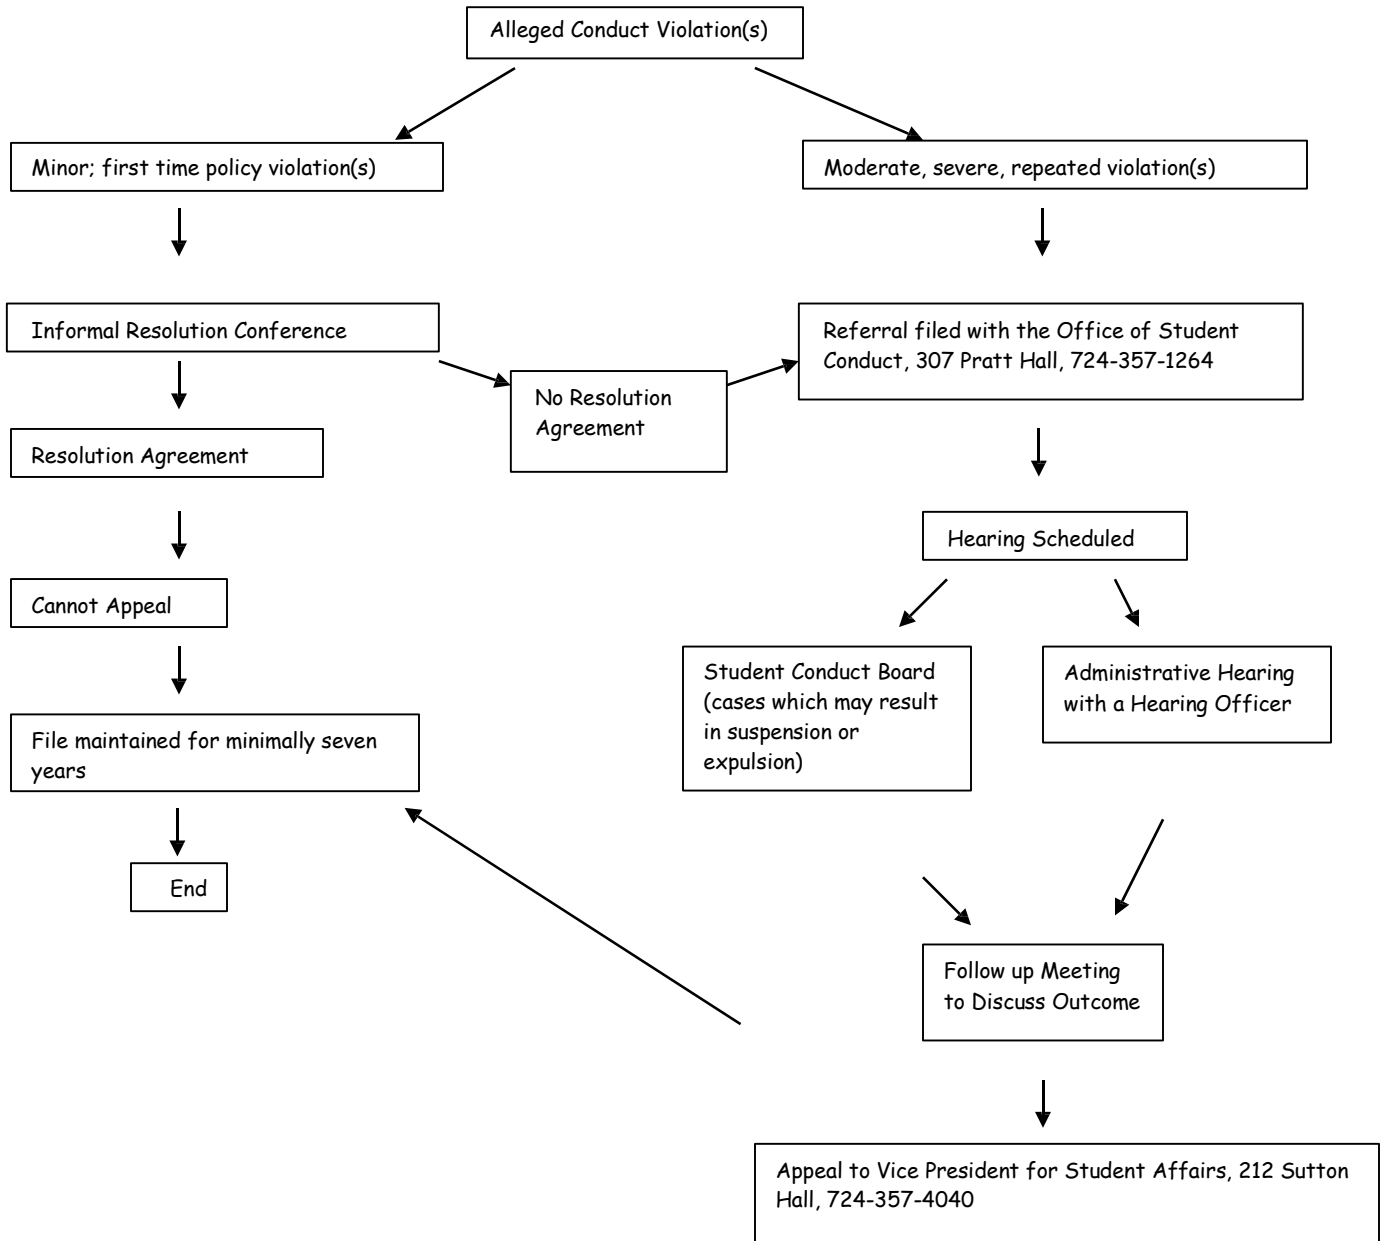 Alleged Conduct Violation(s)
Minor; first time policy violation(s)
Moderate, severe, repeated violation(s)
Informal Resolution Conference
Referral filed with the Office of Student
Conduct, 307 Pratt Hall, 724-357-1264
No Resolution
Agreement
Resolution Agreement
Hearing Scheduled
Cannot Appeal
Student Conduct Board
(cases which may result
in suspension or
expulsion)
Administrative Hearing
with a Hearing Officer
File maintained for minimally seven
years
End
Follow up Meeting
to Discuss Outcome
Appeal to Vice President for Student Affairs, 212 Sutton
Hall, 724-357-4040